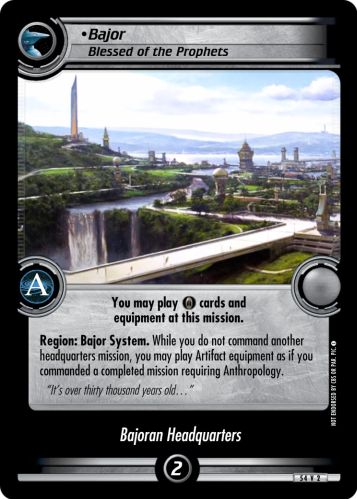 •Bajor
Blessed of the Prophets
A
You may play cards and
equipment at this mission.
Region: Bajor System. While you do not command another
headquarters mission, you may play Artifact equipment as if you
commanded a completed mission requiring Anthropology.
"It's over thirty thousand years old…"
NOT ENDORSED BY CBS OR PAR. PIC.
Bajoran Headquarters
2
54 V 2